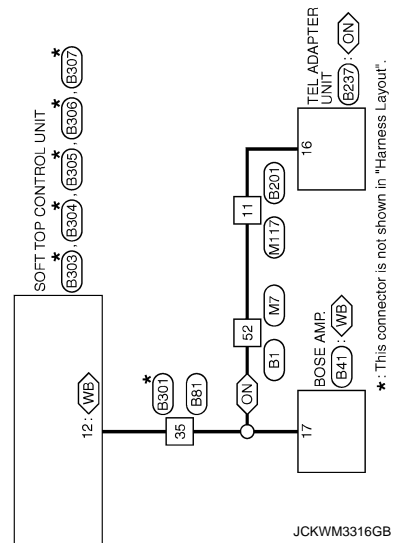 SOFT TOP CONTROL UNIT
★ ★ ★ ★
B303 , B304 , B305 , B306 , B307
12 : WB
★
B301
35
B81
ON
52
B1 M7
11
M117 B201
BOSE AMP.
B41 : WB
17
TEL ADAPTER
UNIT
B237 : ON
16
★ : This connector is not shown in "Harness Layout".
JCKWM3316GB